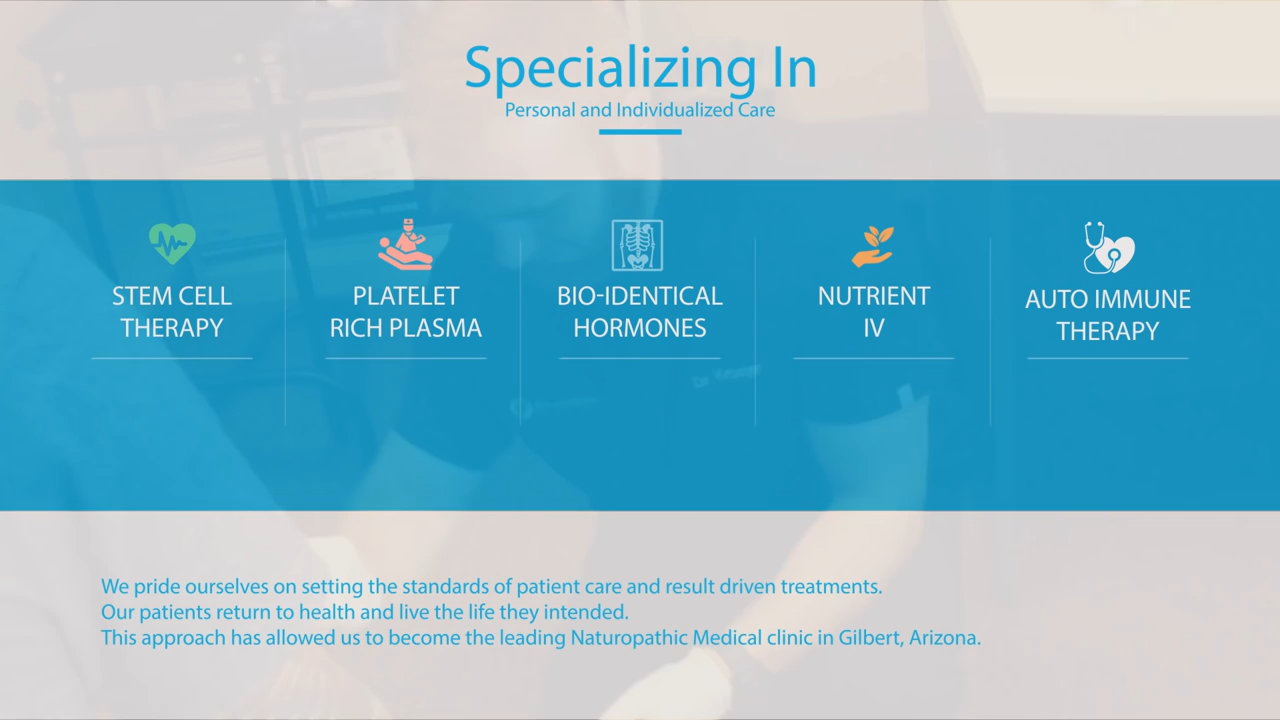 Specializing In
Personal and Individualized Care
STEM CELL
THERAPY
PLATELET
RICH PLASMA
BIO-IDENTICAL
HORMONES
NUTRIENT
IV
AUTO IMMUNE
THERAPY
We pride ourselves on setting the standards of patient care and result driven treatments.
Our patients return to health and live the life they intended.
This approach has allowed us to become the leading Naturopathic Medical clinic in Gilbert, Arizona.